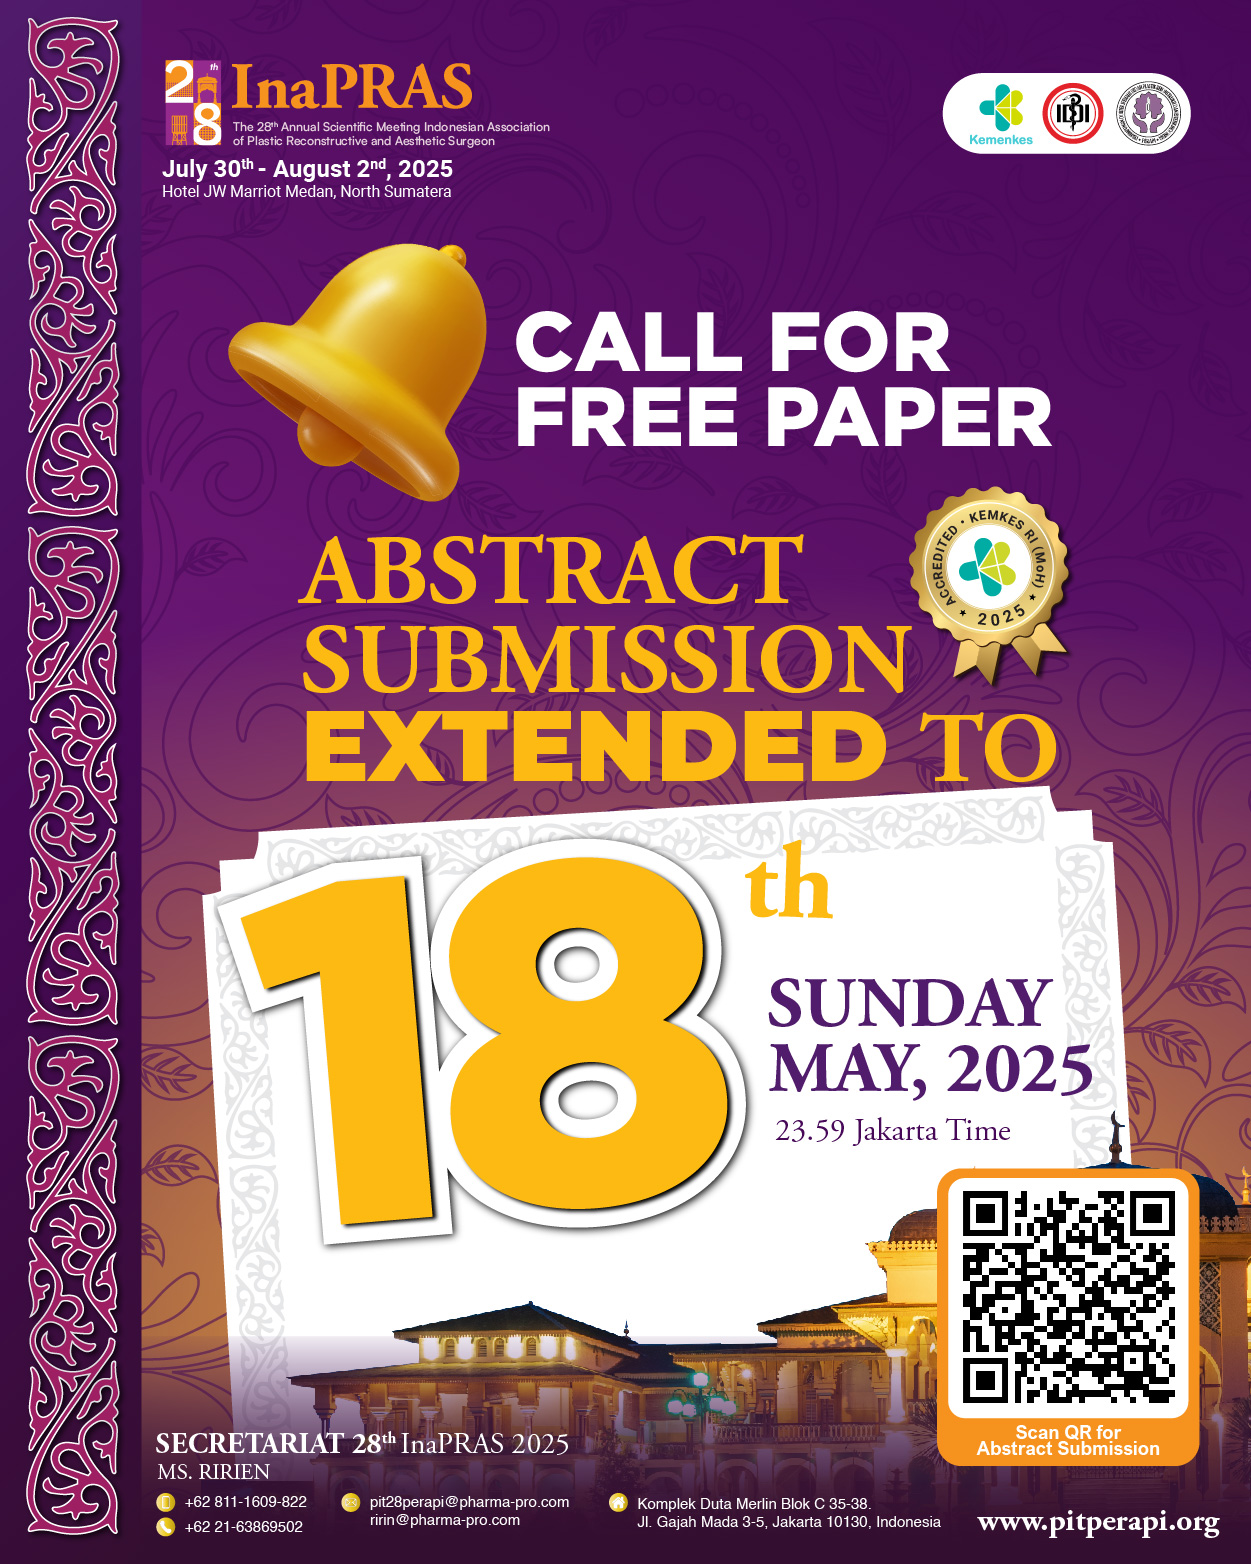 28th
InaPRAS
The 28th Annual Scientific Meeting Indonesian Association
of Plastic Reconstructive and Aesthetic Surgeon
July 30th - August 2nd, 2025
Hotel JW Marriot Medan, North Sumatera
Kemenkes
IDI
CALL FOR
FREE PAPER
ABSTRACT
SUBMISSION
EXTENDED TO
ACCREDITED • KEMKES RI (MoH)
★ 2025 ★
18th
SUNDAY
MAY, 2025
23.59 Jakarta Time
Scan QR for
Abstract Submission
SECRETARIAT 28th InaPRAS 2025
MS. RIRIEN
+62 811-1609-822
+62 21-63869502
pit28perapi@pharma-pro.com
ririn@pharma-pro.com
Komplek Duta Merlin Blok C 35-38.
Jl. Gajah Mada 3-5, Jakarta 10130, Indonesia
www.pitperapi.org